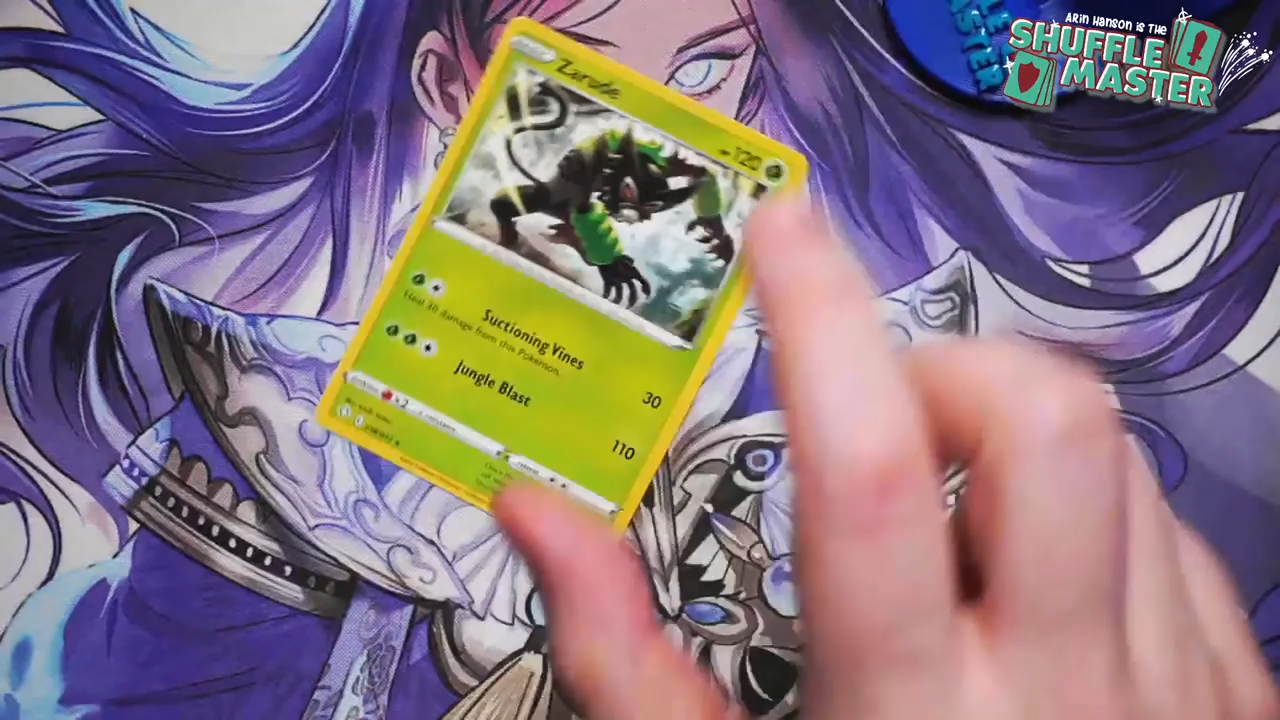 ARIN HANSON IS THE
SHUFFLE
MASTER
Zarude
120
Suctioning Vines
30
Heal 30 damage from this Pokémon.
Jungle Blast
110
x2